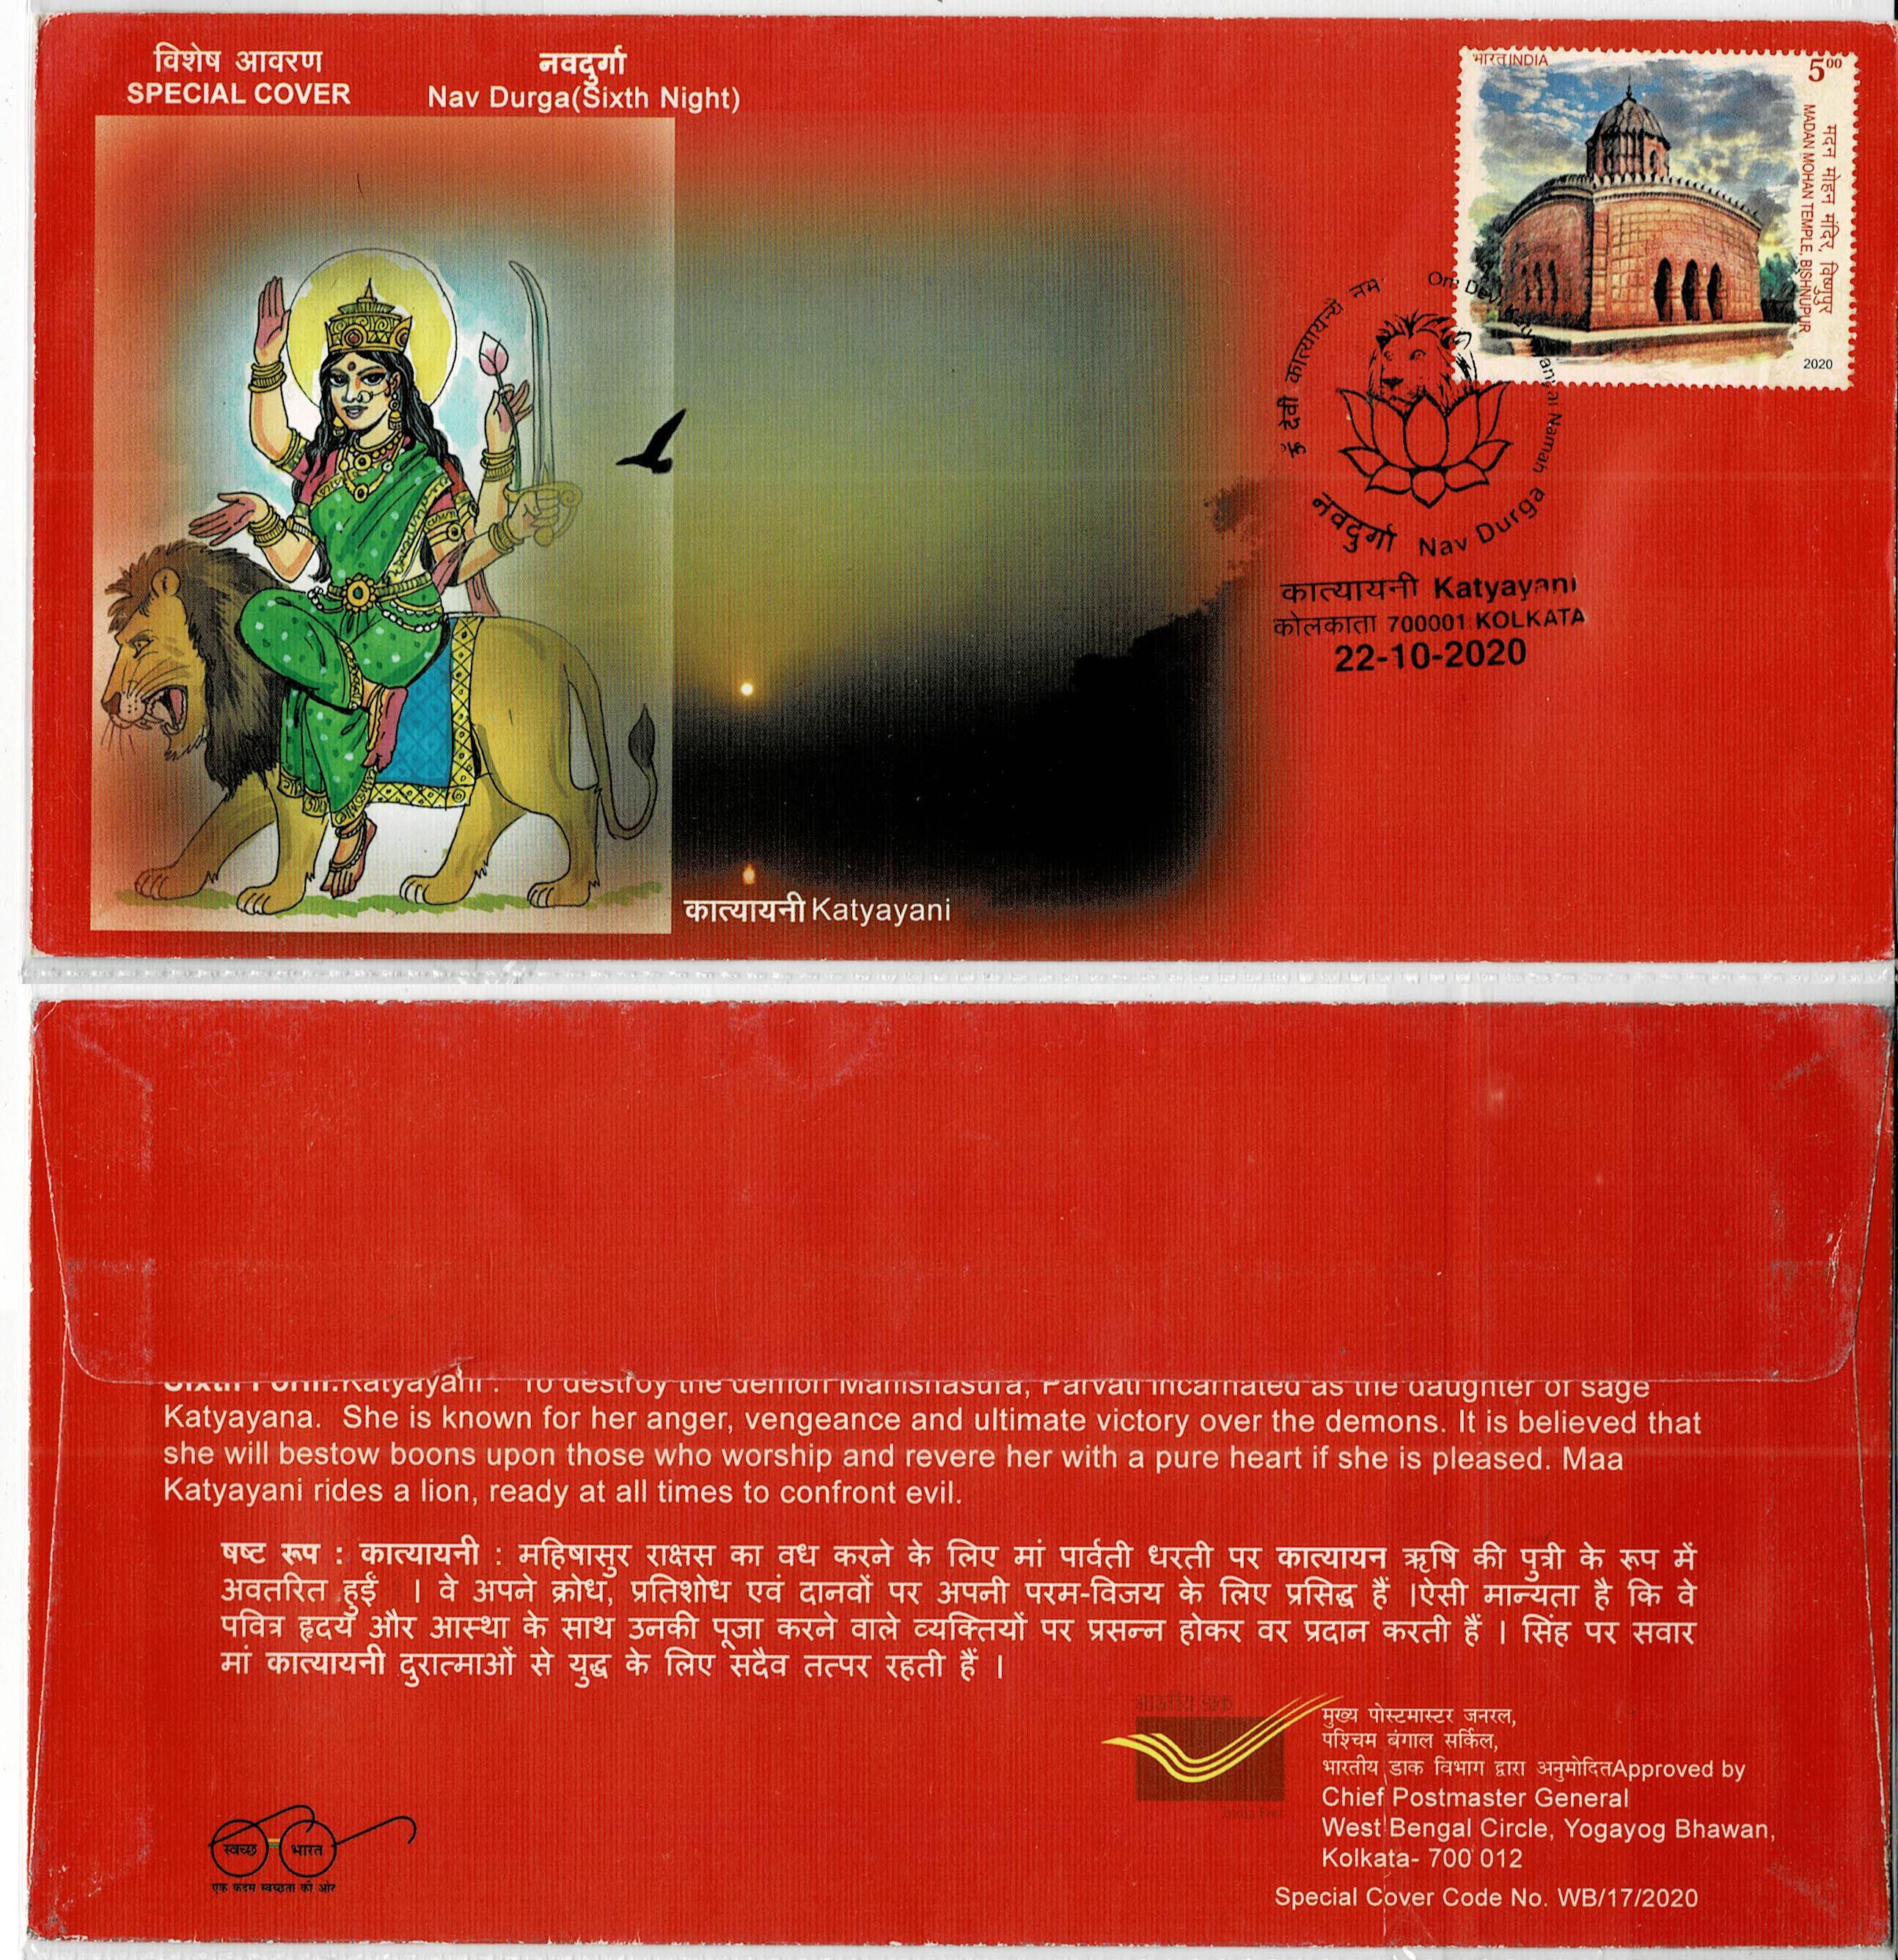 विशेष आवरण
SPECIAL COVER
नवदुर्गा
Nav Durga(Sixth Night)
भारत INDIA
500
मदन मोहन मंदिर, विष्णुपुर
MADAN MOHAN TEMPLE, BISHNUPUR
2020
ॐ देवी कात्यायन्यै नम
Om Devi
Namah
नवदुर्गा Nav Durga
कात्यायनी Katyayani
कोलकाता 700001 KOLKATA
22-10-2020
कात्यायनी Katyayani
Sixth Form:Katyayani : To destroy the demon Mahishasura, Parvati incarnated as the daughter of sage
Katyayana. She is known for her anger, vengeance and ultimate victory over the demons. It is believed that
she will bestow boons upon those who worship and revere her with a pure heart if she is pleased. Maa
Katyayani rides a lion, ready at all times to confront evil.
षष्ट रूप : कात्यायनी : महिषासुर राक्षस का वध करने के लिए मां पार्वती धरती पर कात्यायन ऋषि की पुत्री के रूप में
अवतरित हुईं । वे अपने क्रोध, प्रतिशोध एवं दानवों पर अपनी परम-विजय के लिए प्रसिद्ध हैं ।ऐसी मान्यता है कि वे
पवित्र हृदय और आस्था के साथ उनकी पूजा करने वाले व्यक्तियों पर प्रसन्न होकर वर प्रदान करती हैं । सिंह पर सवार
मां कात्यायनी दुरात्माओं से युद्ध के लिए सदैव तत्पर रहती हैं ।
भारतीय डाक
India Post
मुख्य पोस्टमास्टर जनरल,
पश्चिम बंगाल सर्किल,
भारतीय डाक विभाग द्वारा अनुमोदितApproved by
Chief Postmaster General
West Bengal Circle, Yogayog Bhawan,
Kolkata- 700 012
Special Cover Code No. WB/17/2020
स्वच्छ भारत
एक कदम स्वच्छता की ओर